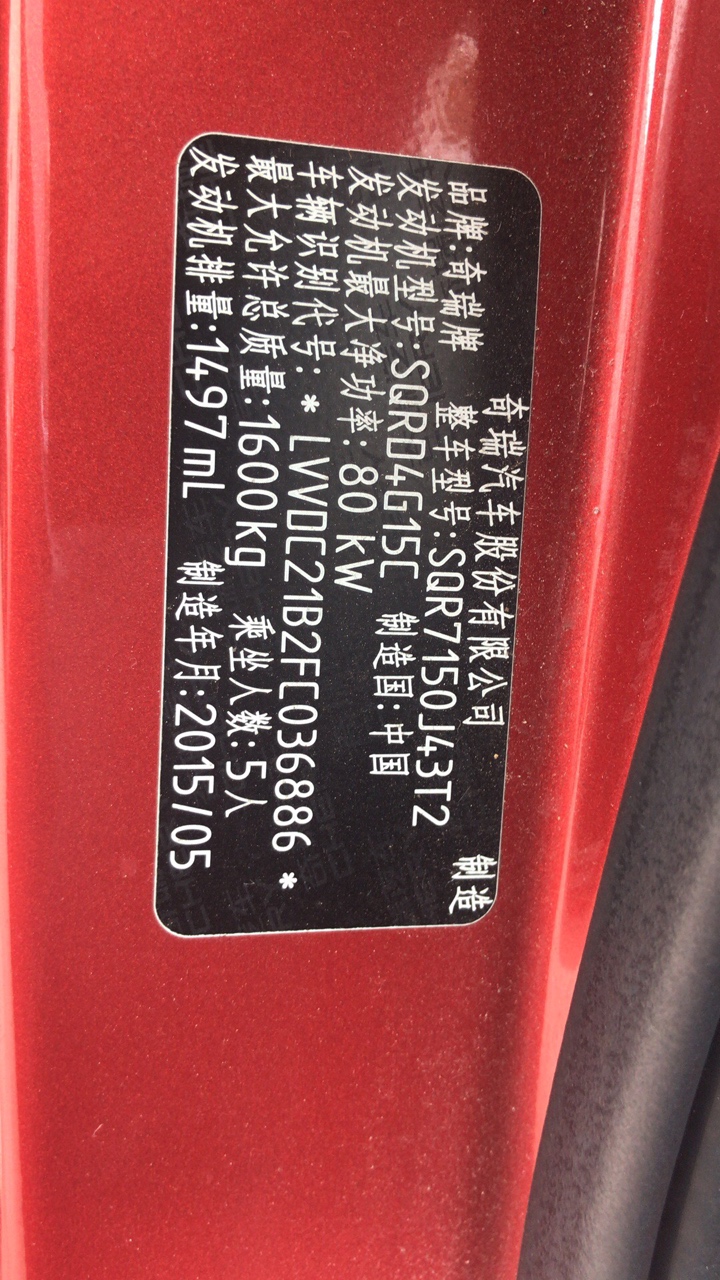 奇瑞汽车股份有限公司 制造
品牌:奇瑞牌 整车型号:SQR7150J43T2
发动机型号:SQRD4G15C 制造国:中国
发动机最大净功率:80 kW
车辆识别代号: * LVVDC21B2FC036886 *
最大允许总质量:1600kg 乘坐人数:5人
发动机排量:1497mL 制造年月:2015/05